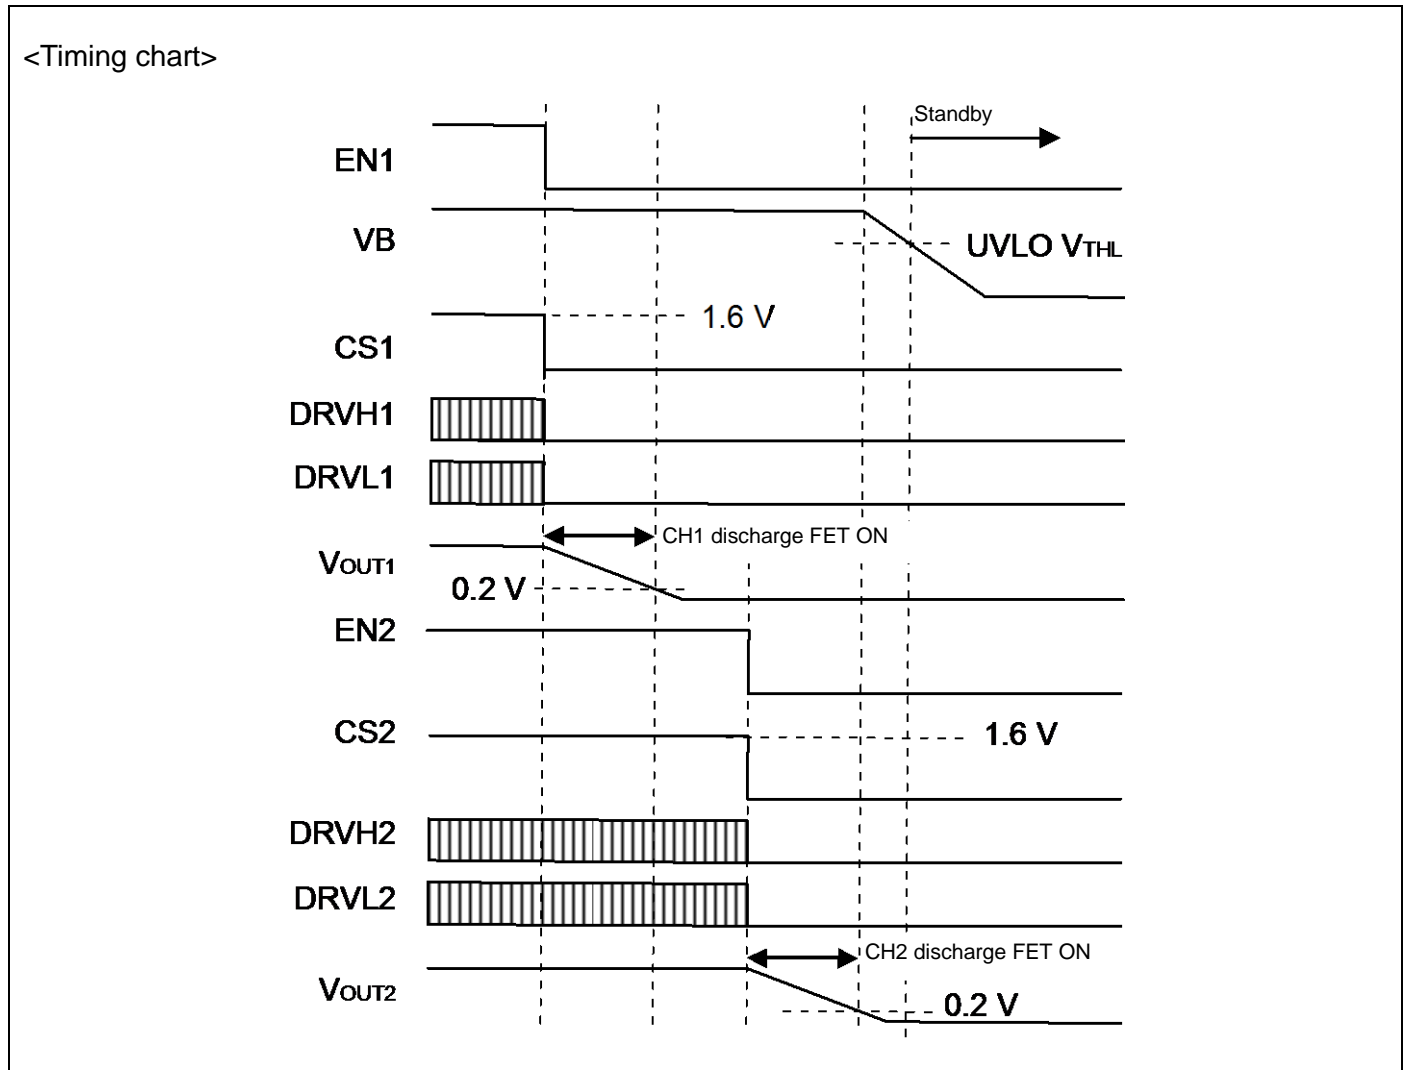 <Timing chart>
Standby
EN1
VB
UVLO VTHL
1.6 V
CS1
DRVH1
DRVL1
CH1 discharge FET ON
VOUT1
0.2 V
EN2
CS2
1.6 V
DRVH2
DRVL2
CH2 discharge FET ON
VOUT2
0.2 V